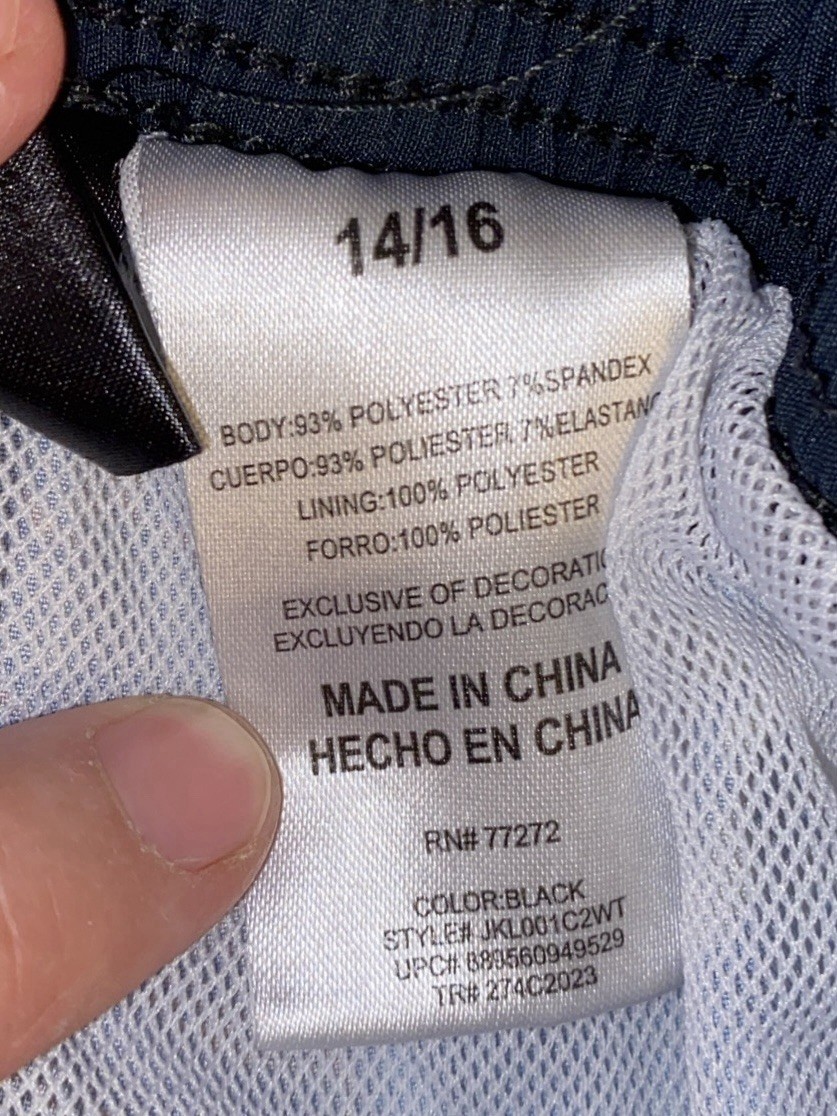 14/16
BODY:93% POLYESTER 7%SPANDEX
CUERPO:93% POLIESTER 7%ELASTANO
LINING:100% POLYESTER
FORRO:100% POLIESTER
EXCLUSIVE OF DECORATIO
EXCLUYENDO LA DECORAC
MADE IN CHINA
HECHO EN CHINA
RN# 77272
COLOR:BLACK
STYLE# JKL001C2WT
UPC# 889560949529
TR# 274C2023